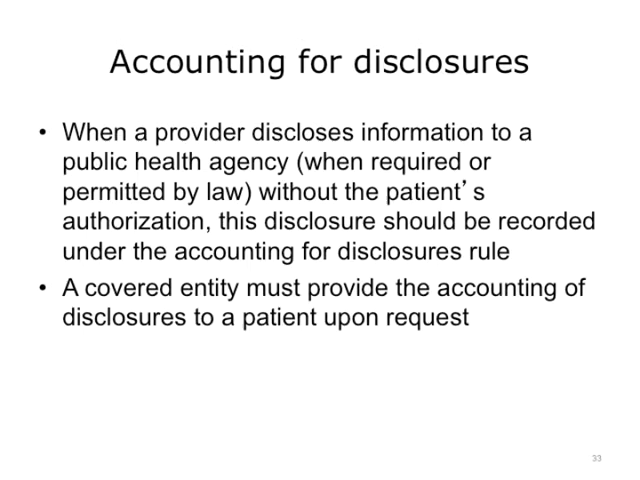 Accounting for disclosures
• When a provider discloses information to a
public health agency (when required or
permitted by law) without the patient’s
authorization, this disclosure should be recorded
under the accounting for disclosures rule
• A covered entity must provide the accounting of
disclosures to a patient upon request
33